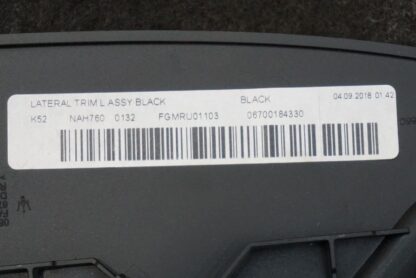 LATERAL TRIM L ASSY BLACK BLACK 04.09.2018 01:42
K52 NAH760 0132 FGMRU01103 06700184330